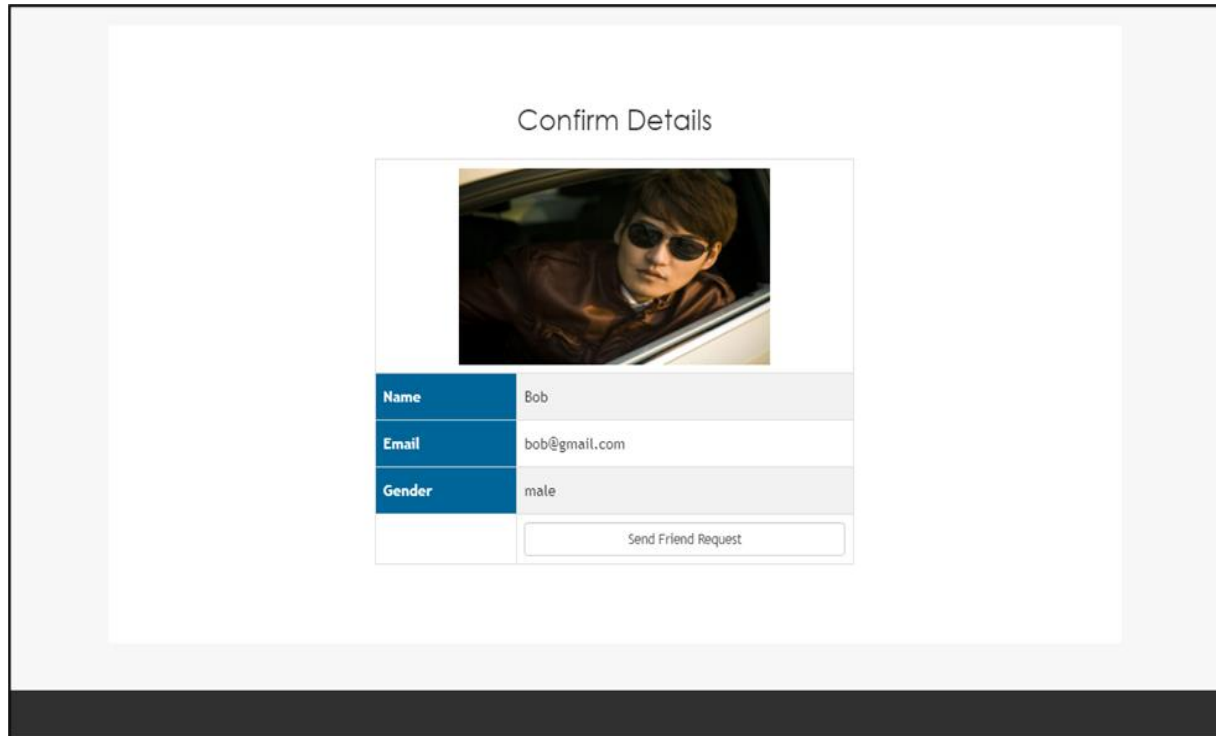 Confirm Details
Name Bob
Email bob@gmail.com
Gender male
Send Friend Request